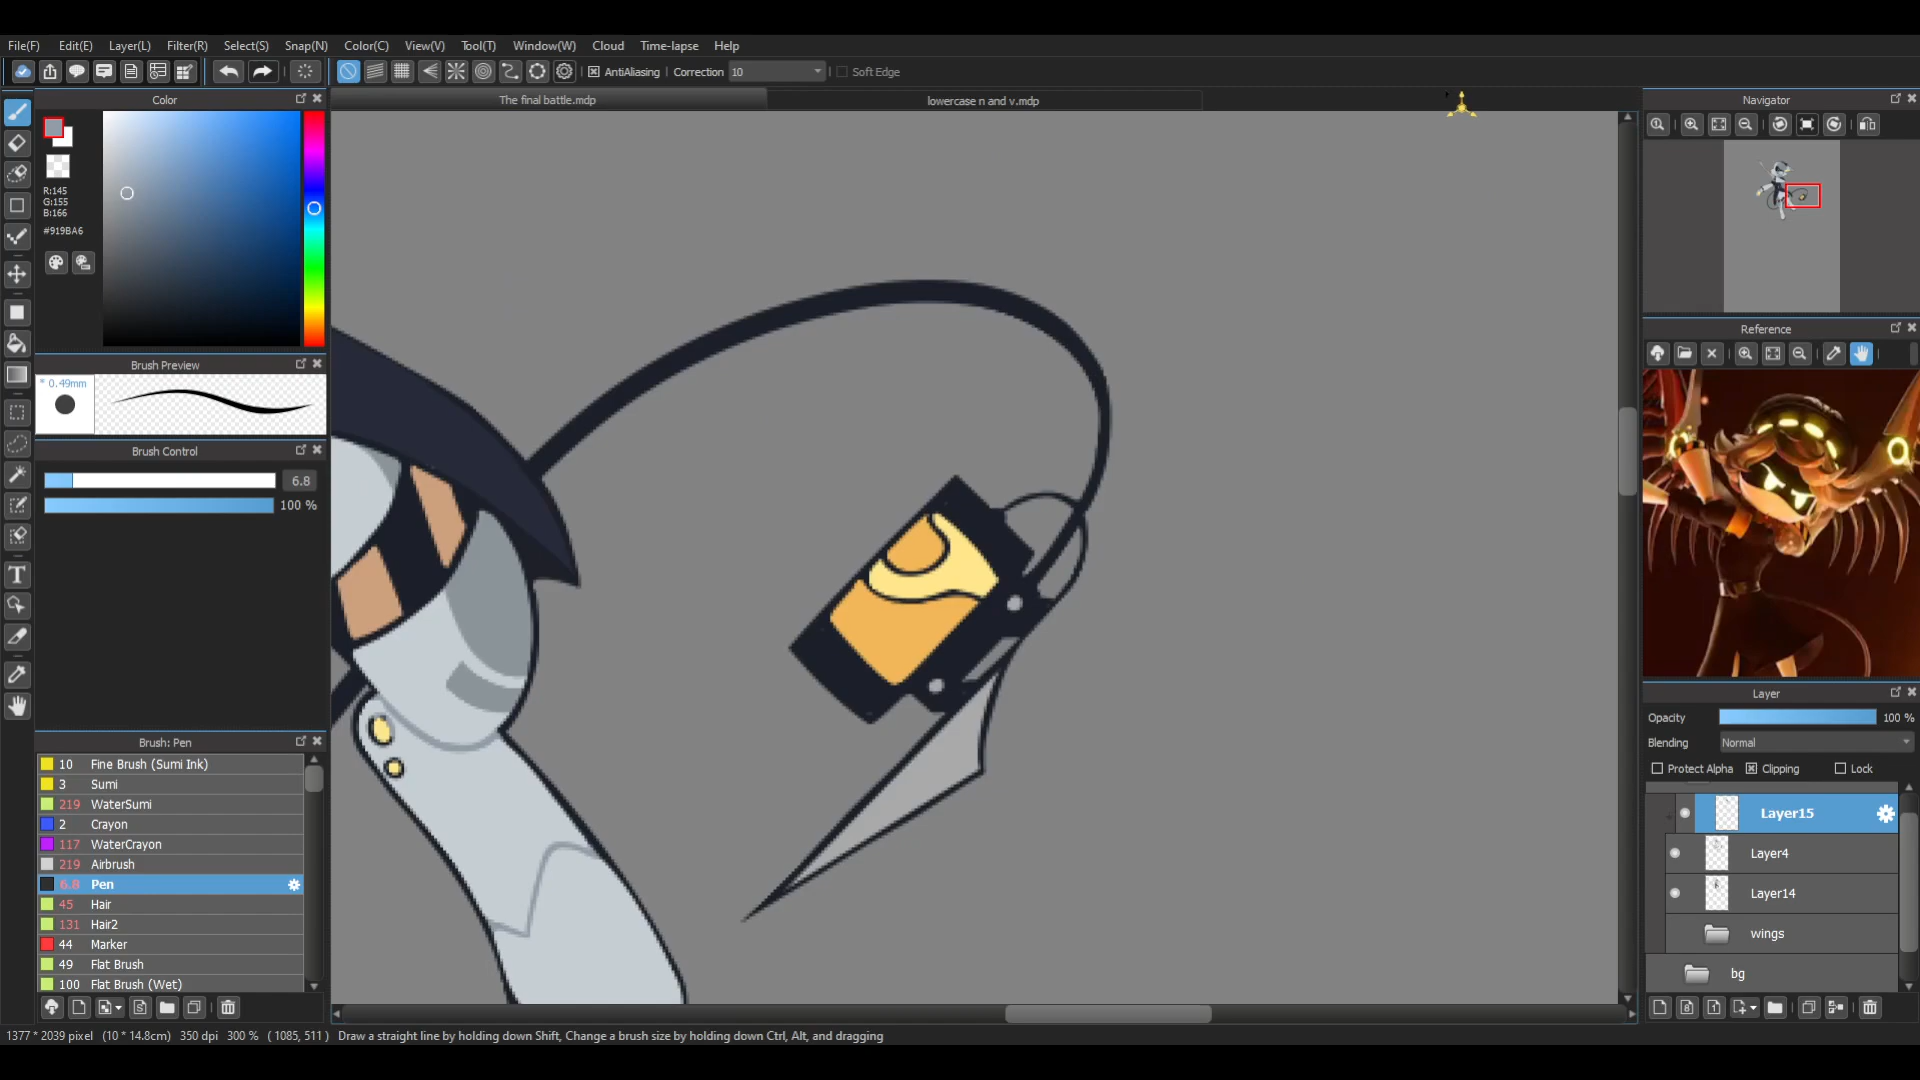 File(F) Edit(E) Layer(L) Filter(R) Select(S) Snap(N) Color(C) View(V) Tool(T) Window(W) Cloud Time-lapse Help
AntiAliasing Correction 10 Soft Edge
Color
The final battle.mdp
lowercase n and v.mdp
Navigator
R:145
G:155
B:166
#919BA6
Brush Preview
* 0.49mm
Brush Control
6.8
100 %
Reference
Layer
Opacity 100 %
Blending Normal
Protect Alpha Clipping Lock
Layer15
Layer4
Layer14
wings
bg
Brush: Pen
10 Fine Brush (Sumi Ink)
3 Sumi
219 WaterSumi
2 Crayon
117 WaterCrayon
219 Airbrush
6.8 Pen
45 Hair
131 Hair2
44 Marker
49 Flat Brush
100 Flat Brush (Wet)
1377 * 2039 pixel (10 * 14.8cm) 350 dpi 300 % ( 1085, 511 ) Draw a straight line by holding down Shift, Change a brush size by holding down Ctrl, Alt, and dragging